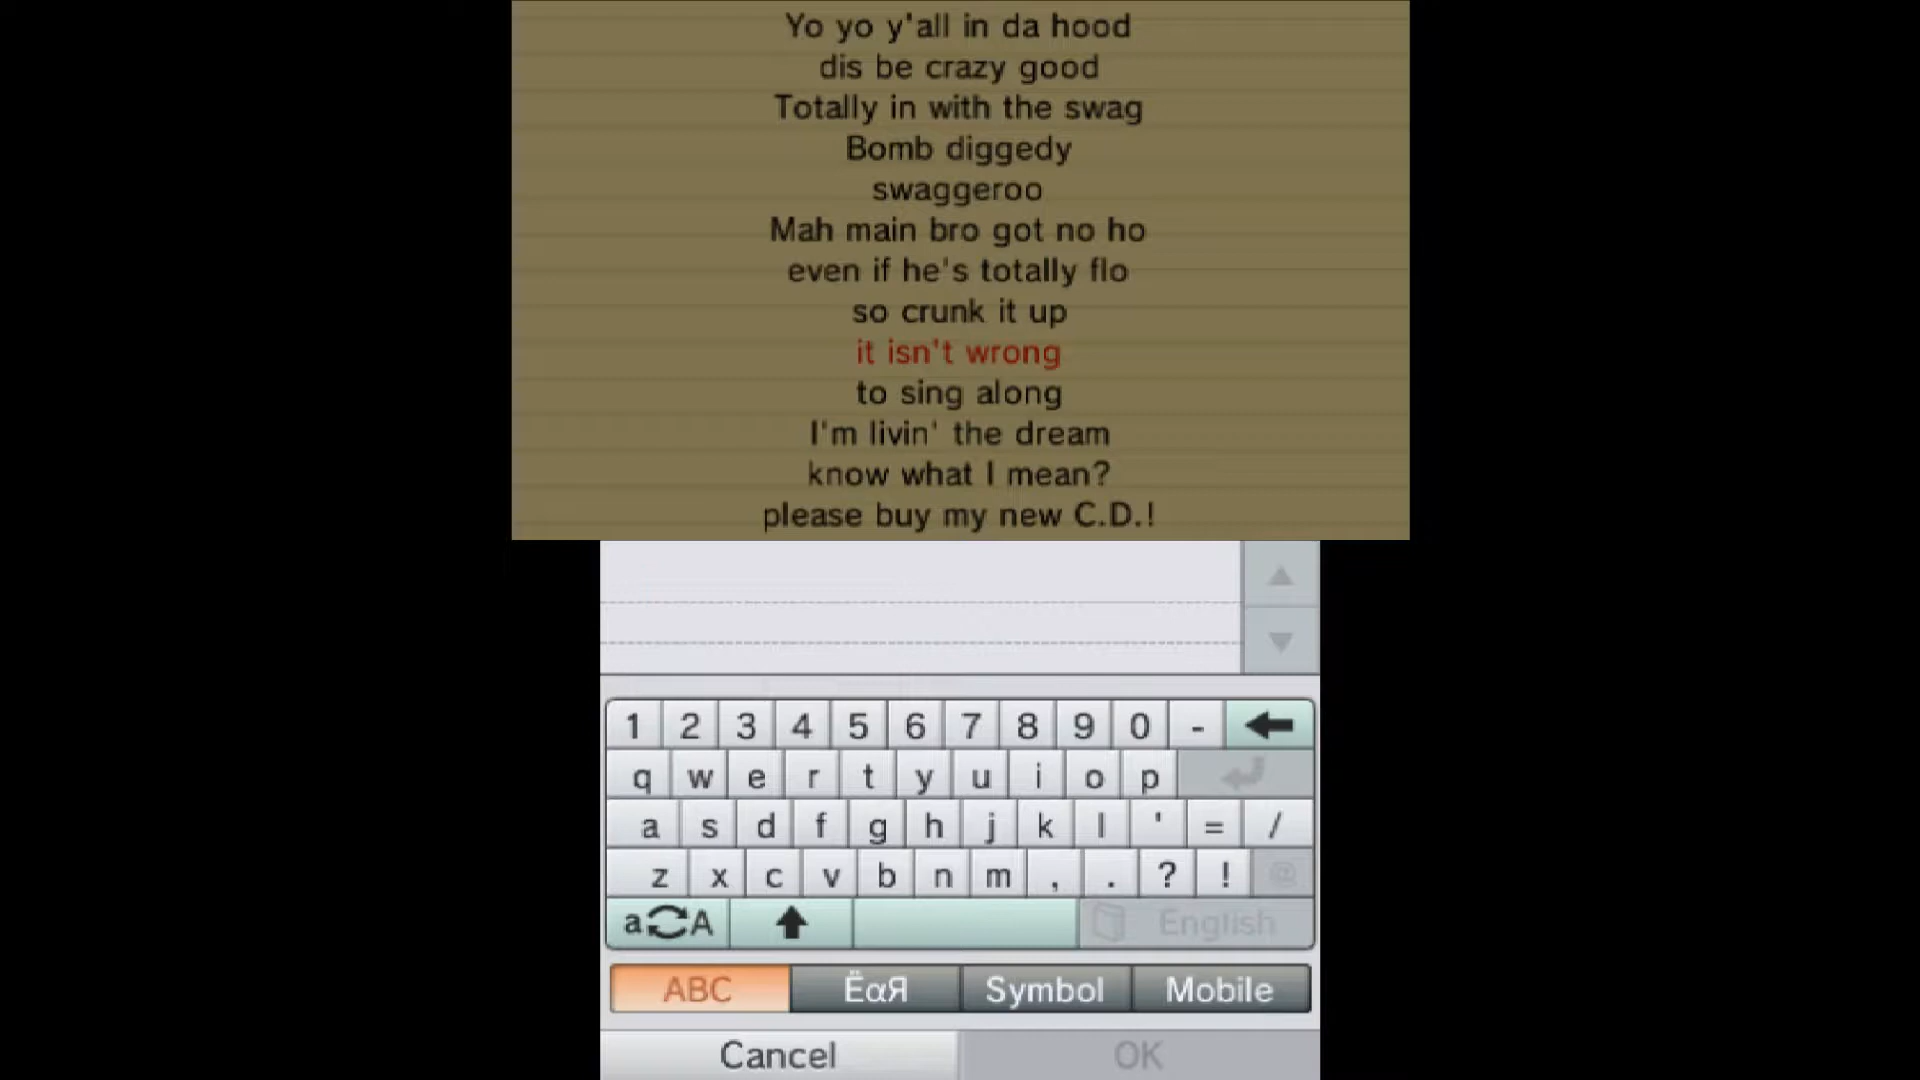 Yo yo y'all in da hood
dis be crazy good
Totally in with the swag
Bomb diggedy
swaggeroo
Mah main bro got no ho
even if he's totally flo
so crunk it up
it isn't wrong
to sing along
I'm livin' the dream
know what I mean?
please buy my new C.D.!
1 2 3 4 5 6 7 8 9 0 -
q w e r t y u i o p
a s d f g h j k l ' = /
z x c v b n m , . ? ! @
a A English
ABC ËαЯ Symbol Mobile
Cancel OK